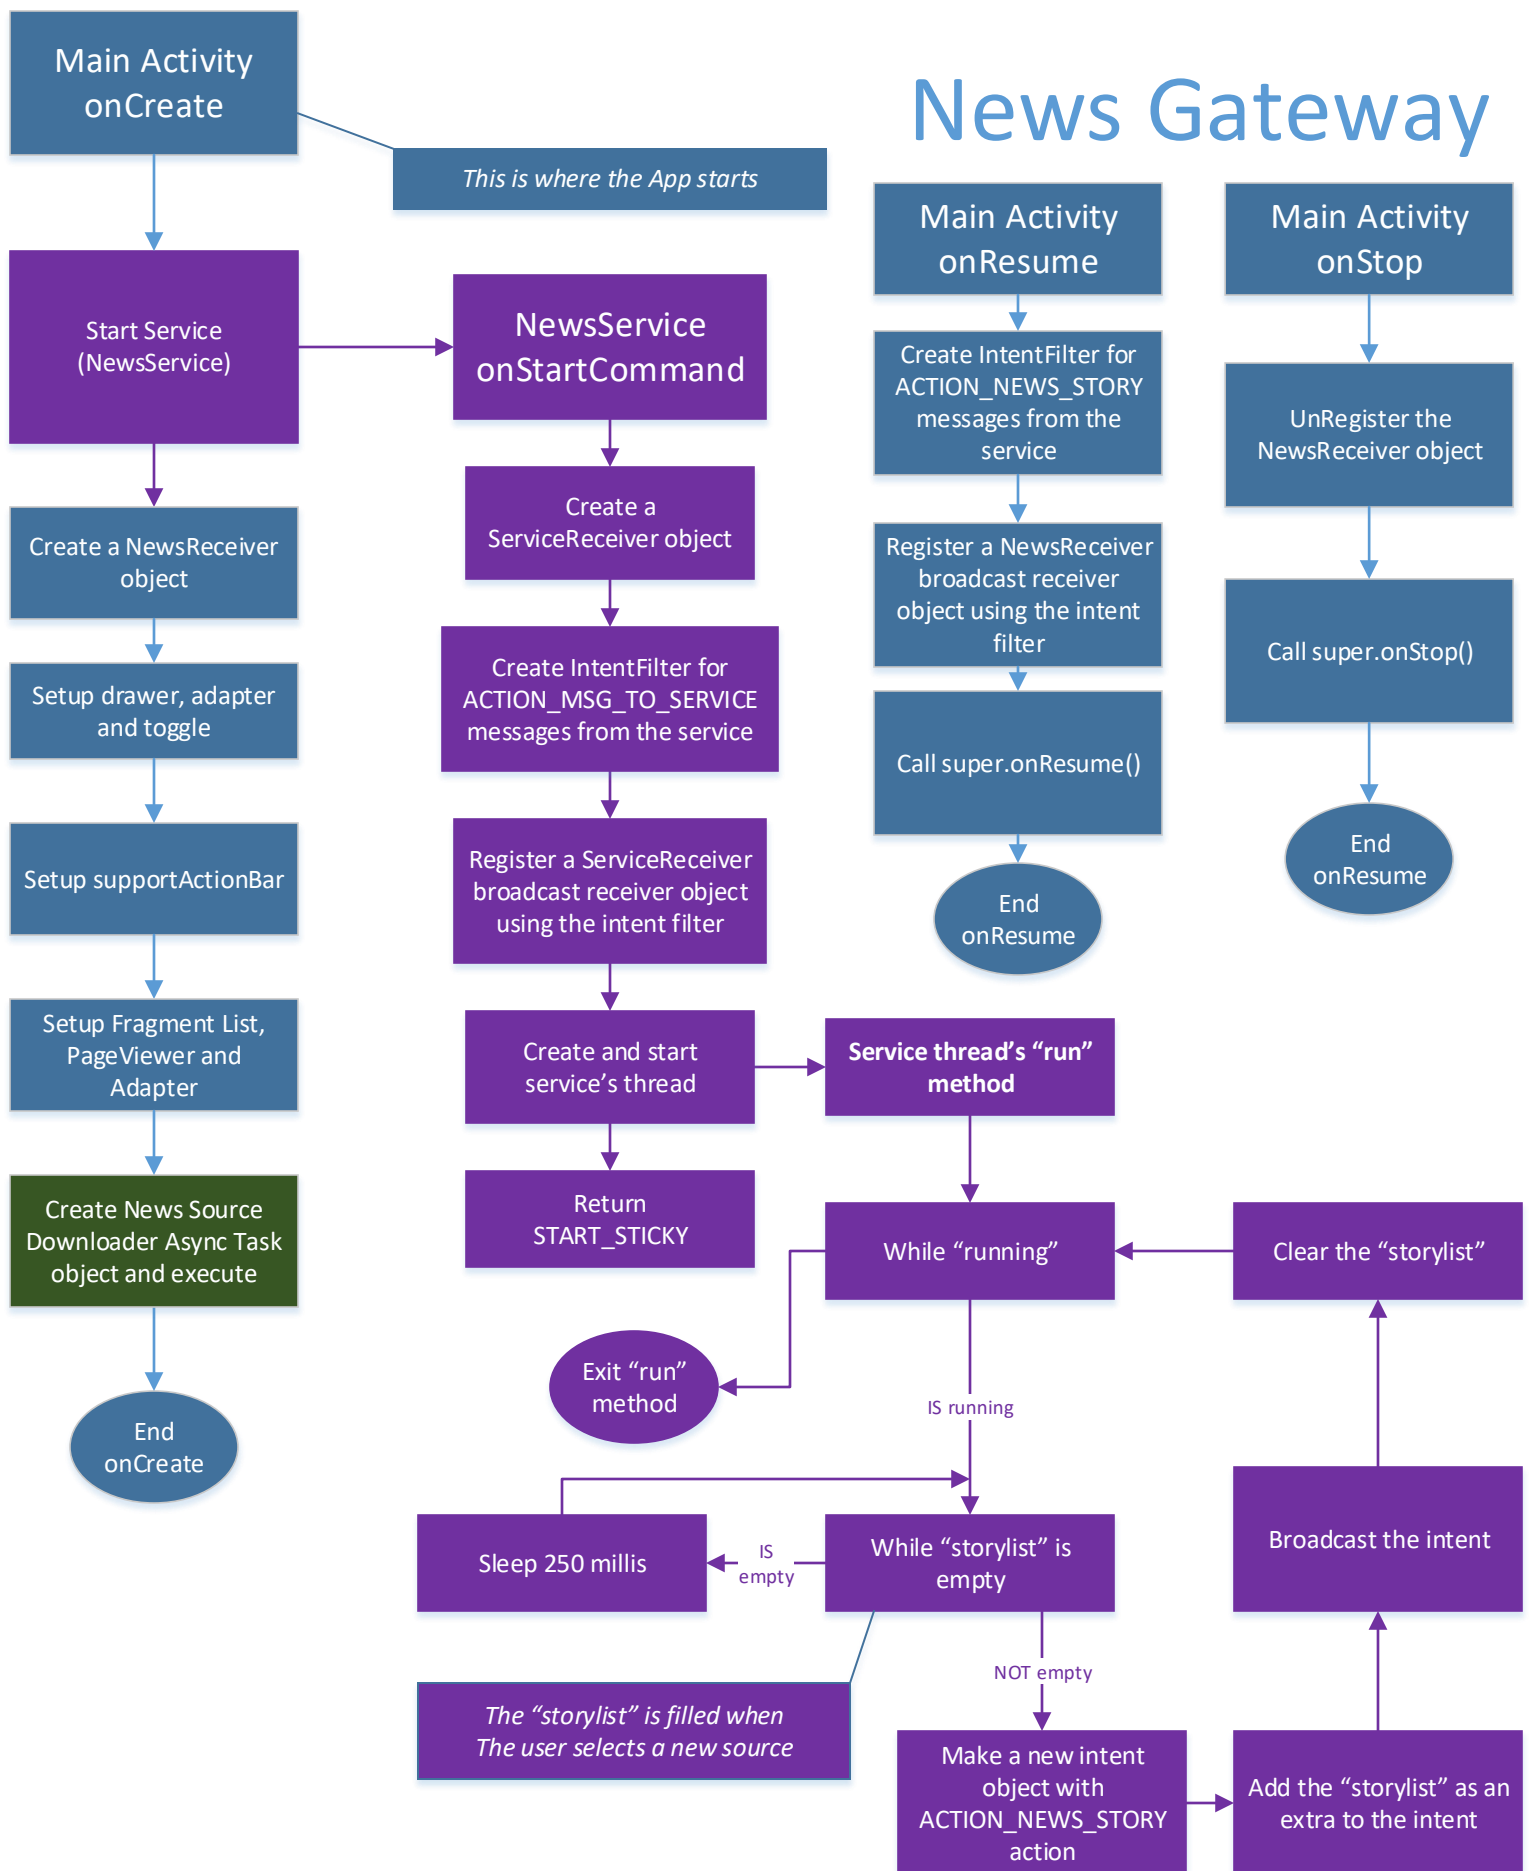 News Gateway
Main Activity
onCreate
This is where the App starts
Start Service
(NewsService)
Create a NewsReceiver
object
Setup drawer, adapter
and toggle
Setup supportActionBar
Setup Fragment List,
PageViewer and
Adapter
Create News Source
Downloader Async Task
object and execute
End
onCreate
NewsService
onStartCommand
Create a
ServiceReceiver object
Create IntentFilter for
ACTION_MSG_TO_SERVICE
messages from the service
Register a ServiceReceiver
broadcast receiver object
using the intent filter
Create and start
service’s thread
Return
START_STICKY
Service thread’s “run”
method
While “running”
Exit “run”
method
IS running
While “storylist” is
empty
IS
empty
Sleep 250 millis
The “storylist” is filled when
The user selects a new source
NOT empty
Make a new intent
object with
ACTION_NEWS_STORY
action
Add the “storylist” as an
extra to the intent
Broadcast the intent
Clear the “storylist”
Main Activity
onResume
Create IntentFilter for
ACTION_NEWS_STORY
messages from the
service
Register a NewsReceiver
broadcast receiver
object using the intent
filter
Call super.onResume()
End
onResume
Main Activity
onStop
UnRegister the
NewsReceiver object
Call super.onStop()
End
onResume